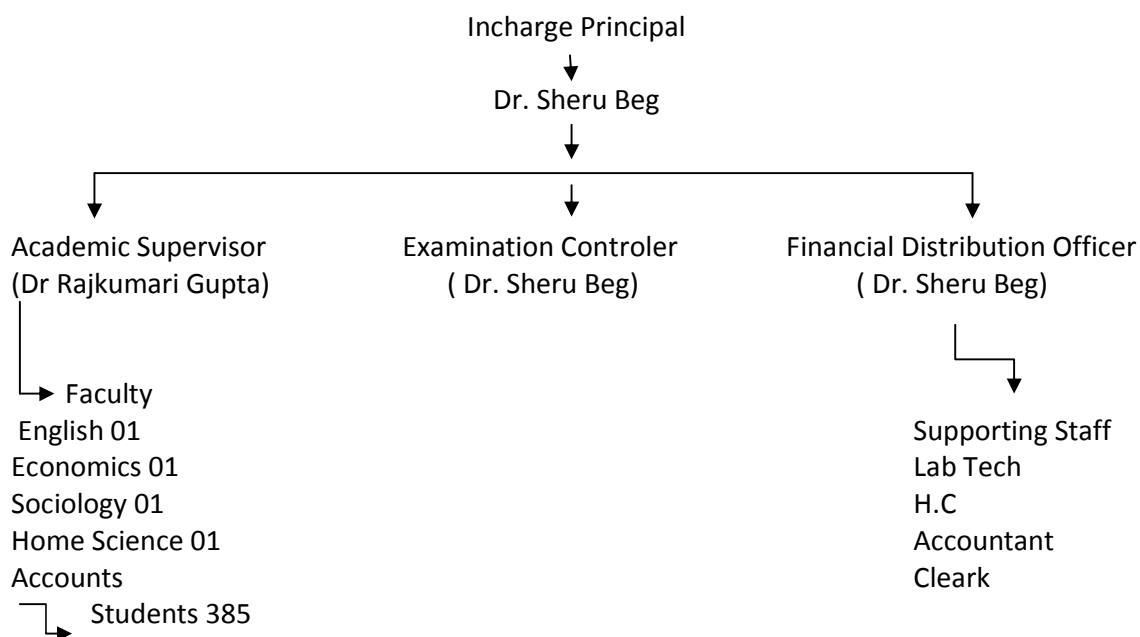 Incharge Principal
Dr. Sheru Beg
Academic Supervisor
(Dr Rajkumari Gupta)
Examination Controler
( Dr. Sheru Beg)
Financial Distribution Officer
( Dr. Sheru Beg)
Faculty
English 01
Economics 01
Sociology 01
Home Science 01
Accounts
Students 385
Supporting Staff
Lab Tech
H.C
Accountant
Cleark